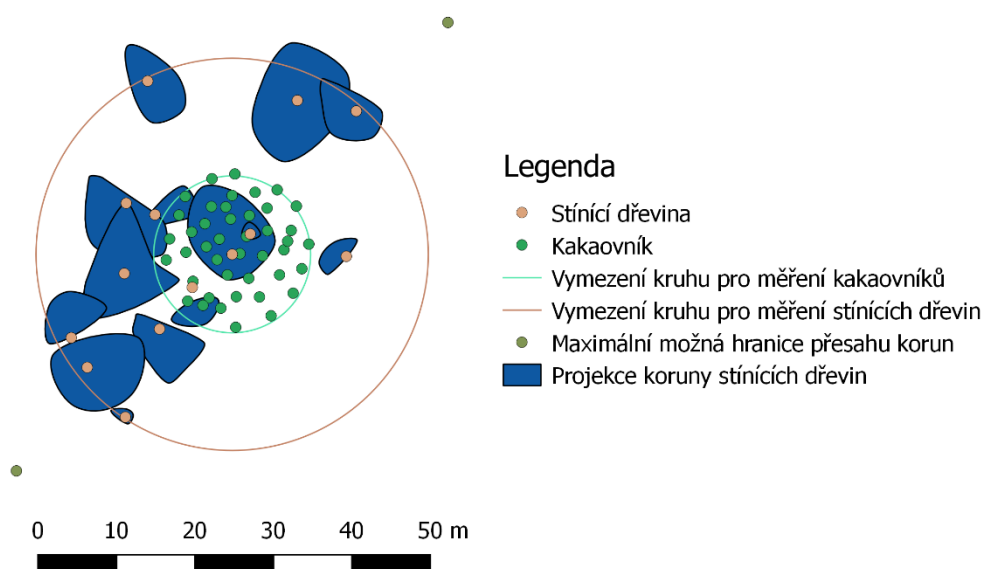 Legenda
Stínící dřevina
Kakaovník
Vymezení kruhu pro měření kakaovníků
Vymezení kruhu pro měření stínících dřevin
Maximální možná hranice přesahu korun
Projekce koruny stínících dřevin
0 10 20 30 40 50 m